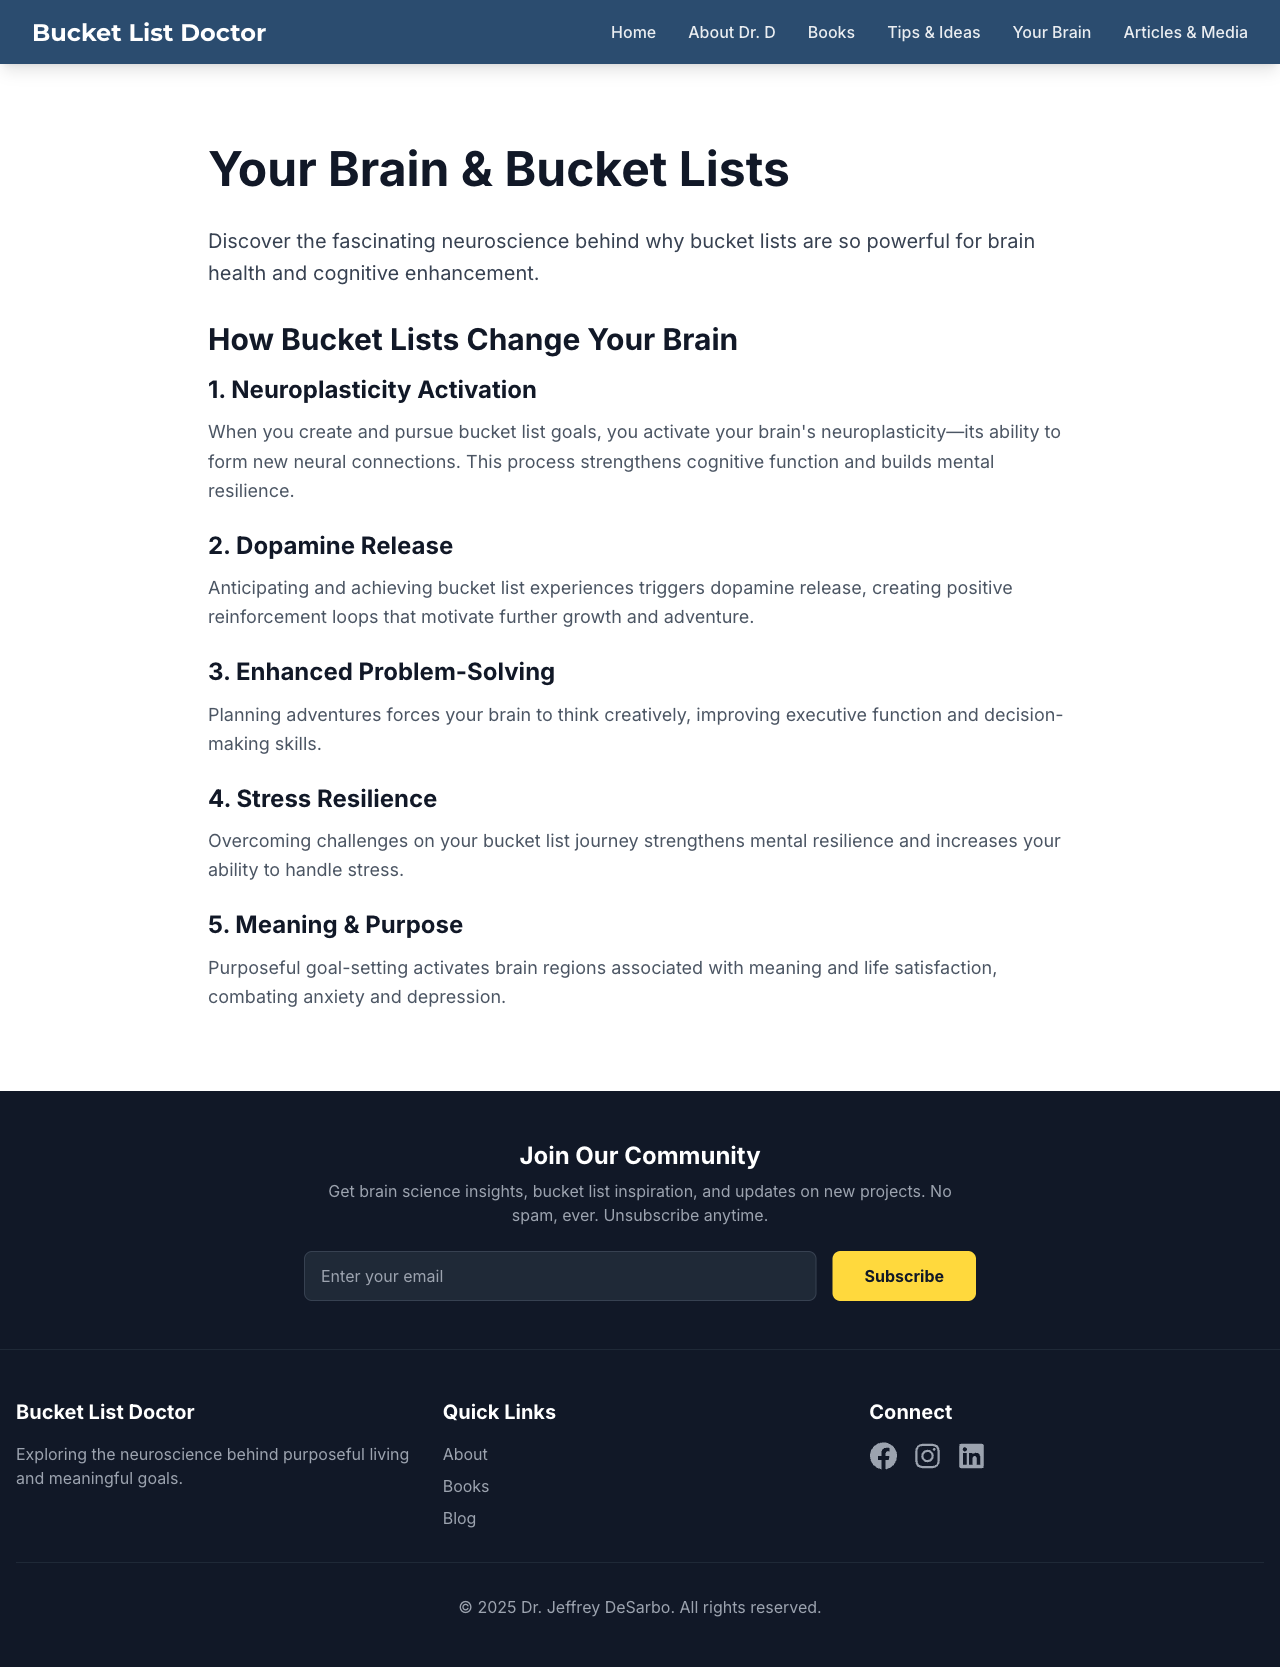 Bucket List Doctor
Home
About Dr. D
Books
Tips & Ideas
Your Brain
Articles & Media
Your Brain & Bucket Lists
Discover the fascinating neuroscience behind why bucket lists are so powerful for brain
health and cognitive enhancement.
How Bucket Lists Change Your Brain
1. Neuroplasticity Activation
When you create and pursue bucket list goals, you activate your brain's neuroplasticity—its ability to
form new neural connections. This process strengthens cognitive function and builds mental
resilience.
2. Dopamine Release
Anticipating and achieving bucket list experiences triggers dopamine release, creating positive
reinforcement loops that motivate further growth and adventure.
3. Enhanced Problem-Solving
Planning adventures forces your brain to think creatively, improving executive function and decision-
making skills.
4. Stress Resilience
Overcoming challenges on your bucket list journey strengthens mental resilience and increases your
ability to handle stress.
5. Meaning & Purpose
Purposeful goal-setting activates brain regions associated with meaning and life satisfaction,
combating anxiety and depression.
Join Our Community
Get brain science insights, bucket list inspiration, and updates on new projects. No
spam, ever. Unsubscribe anytime.
Enter your email
Subscribe
Bucket List Doctor
Exploring the neuroscience behind purposeful living
and meaningful goals.
Quick Links
About
Books
Blog
Connect
© 2025 Dr. Jeffrey DeSarbo. All rights reserved.